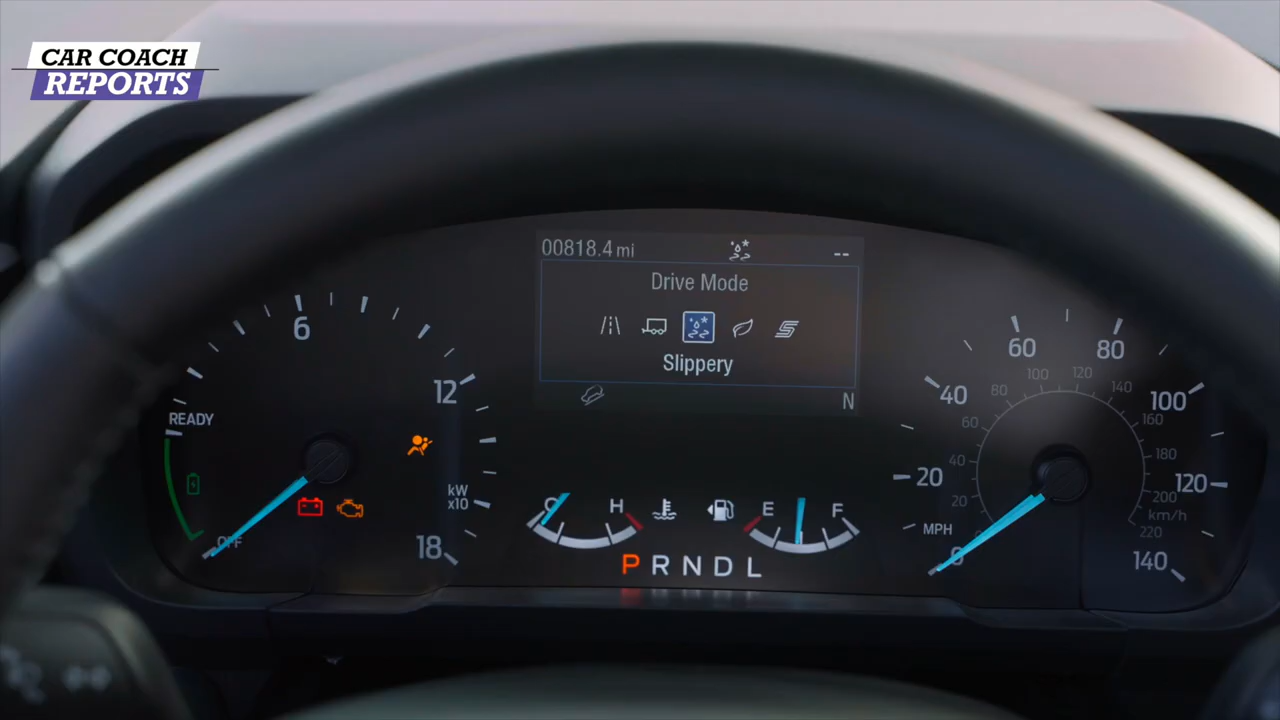 CAR COACH
REPORTS
00818.4 mi
--
Drive Mode
Slippery
N
6
12
18
READY
OFF
kW
x10
C
H
E
F
P R N D L
0
20
40
60
80
100
120
140
MPH
20
40
60
80
100
120
140
160
180
200
220
km/h